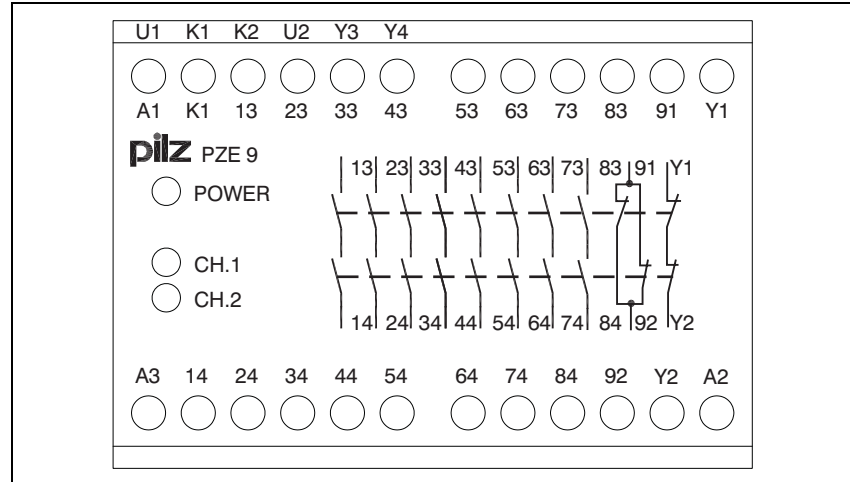 U1 K1 K2 U2 Y3 Y4
A1 K1 13 23 33 43 53 63 73 83 91 Y1
pilz PZE 9
13 23 33 43 53 63 73 83 91 Y1
POWER
CH.1
CH.2
14 24 34 44 54 64 74 84 92 Y2
A3 14 24 34 44 54 64 74 84 92 Y2 A2